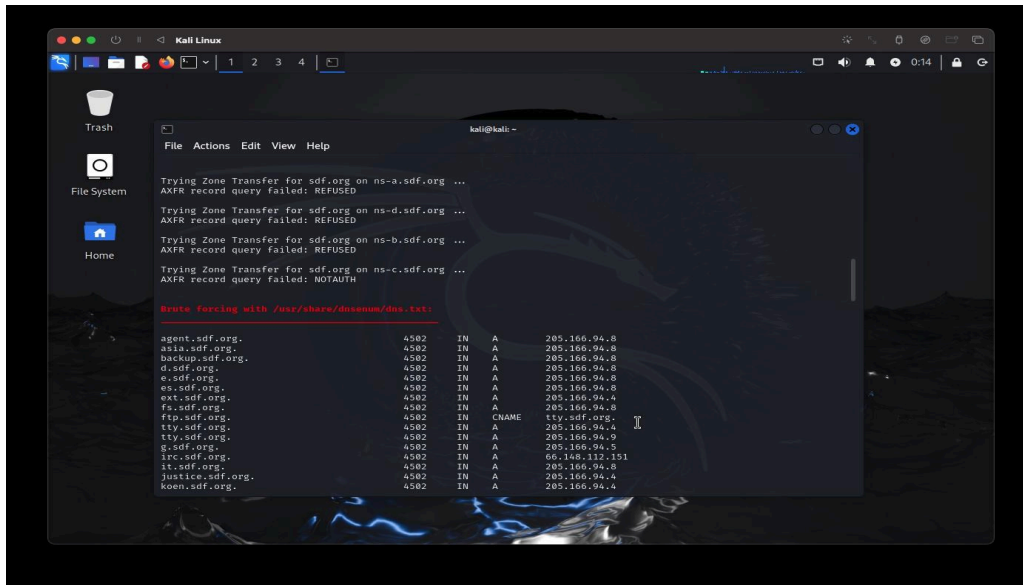 Kali Linux
1 2 3 4
0:14
Trash
File System
Home
kali@kali: ~
File Actions Edit View Help
Trying Zone Transfer for sdf.org on ns-a.sdf.org ...
AXFR record query failed: REFUSED
Trying Zone Transfer for sdf.org on ns-d.sdf.org ...
AXFR record query failed: REFUSED
Trying Zone Transfer for sdf.org on ns-b.sdf.org ...
AXFR record query failed: REFUSED
Trying Zone Transfer for sdf.org on ns-c.sdf.org ...
AXFR record query failed: NOTAUTH
Brute forcing with /usr/share/dnsenum/dns.txt:
agent.sdf.org. 4502 IN A 205.166.94.8
asia.sdf.org. 4502 IN A 205.166.94.8
backup.sdf.org. 4502 IN A 205.166.94.8
d.sdf.org. 4502 IN A 205.166.94.8
e.sdf.org. 4502 IN A 205.166.94.8
es.sdf.org. 4502 IN A 205.166.94.8
ext.sdf.org. 4502 IN A 205.166.94.4
fs.sdf.org. 4502 IN A 205.166.94.8
ftp.sdf.org. 4502 IN CNAME tty.sdf.org.
tty.sdf.org. 4502 IN A 205.166.94.4
tty.sdf.org. 4502 IN A 205.166.94.9
g.sdf.org. 4502 IN A 205.166.94.5
irc.sdf.org. 4502 IN A 66.148.112.151
it.sdf.org. 4502 IN A 205.166.94.8
justice.sdf.org. 4502 IN A 205.166.94.4
koen.sdf.org. 4502 IN A 205.166.94.4